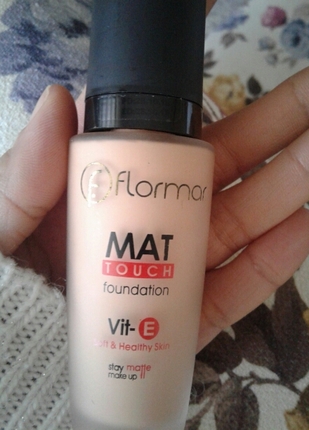 flormar
MAT
TOUCH
foundation
Vit-E
& Healthy Skin
stay matte
make up